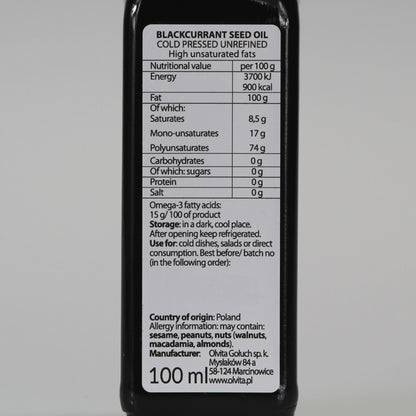 BLACKCURRANT SEED OIL
COLD PRESSED UNREFINED
High unsaturated fats
Nutritional value per 100 g
Energy 3700 kJ
900 kcal
Fat 100 g
Of which:
Saturates 8,5 g
Mono-unsaturates 17 g
Polyunsaturates 74 g
Carbohydrates 0 g
Of which: sugars 0 g
Protein 0 g
Salt 0 g
Omega-3 fatty acids:
15 g/ 100 of product
Storage: in a dark, cool place.
After opening keep refrigerated.
Use for: cold dishes, salads or direct
consumption. Best before/ batch no
(in the following order):
Country of origin: Poland
Allergy information: may contain:
sesame, peanuts, nuts (walnuts,
macadamia, almonds).
Manufacturer: Olvita Gołuch sp. k.
Mysłaków 84 a
58-124 Marcinowice
www.olvita.pl
100 ml